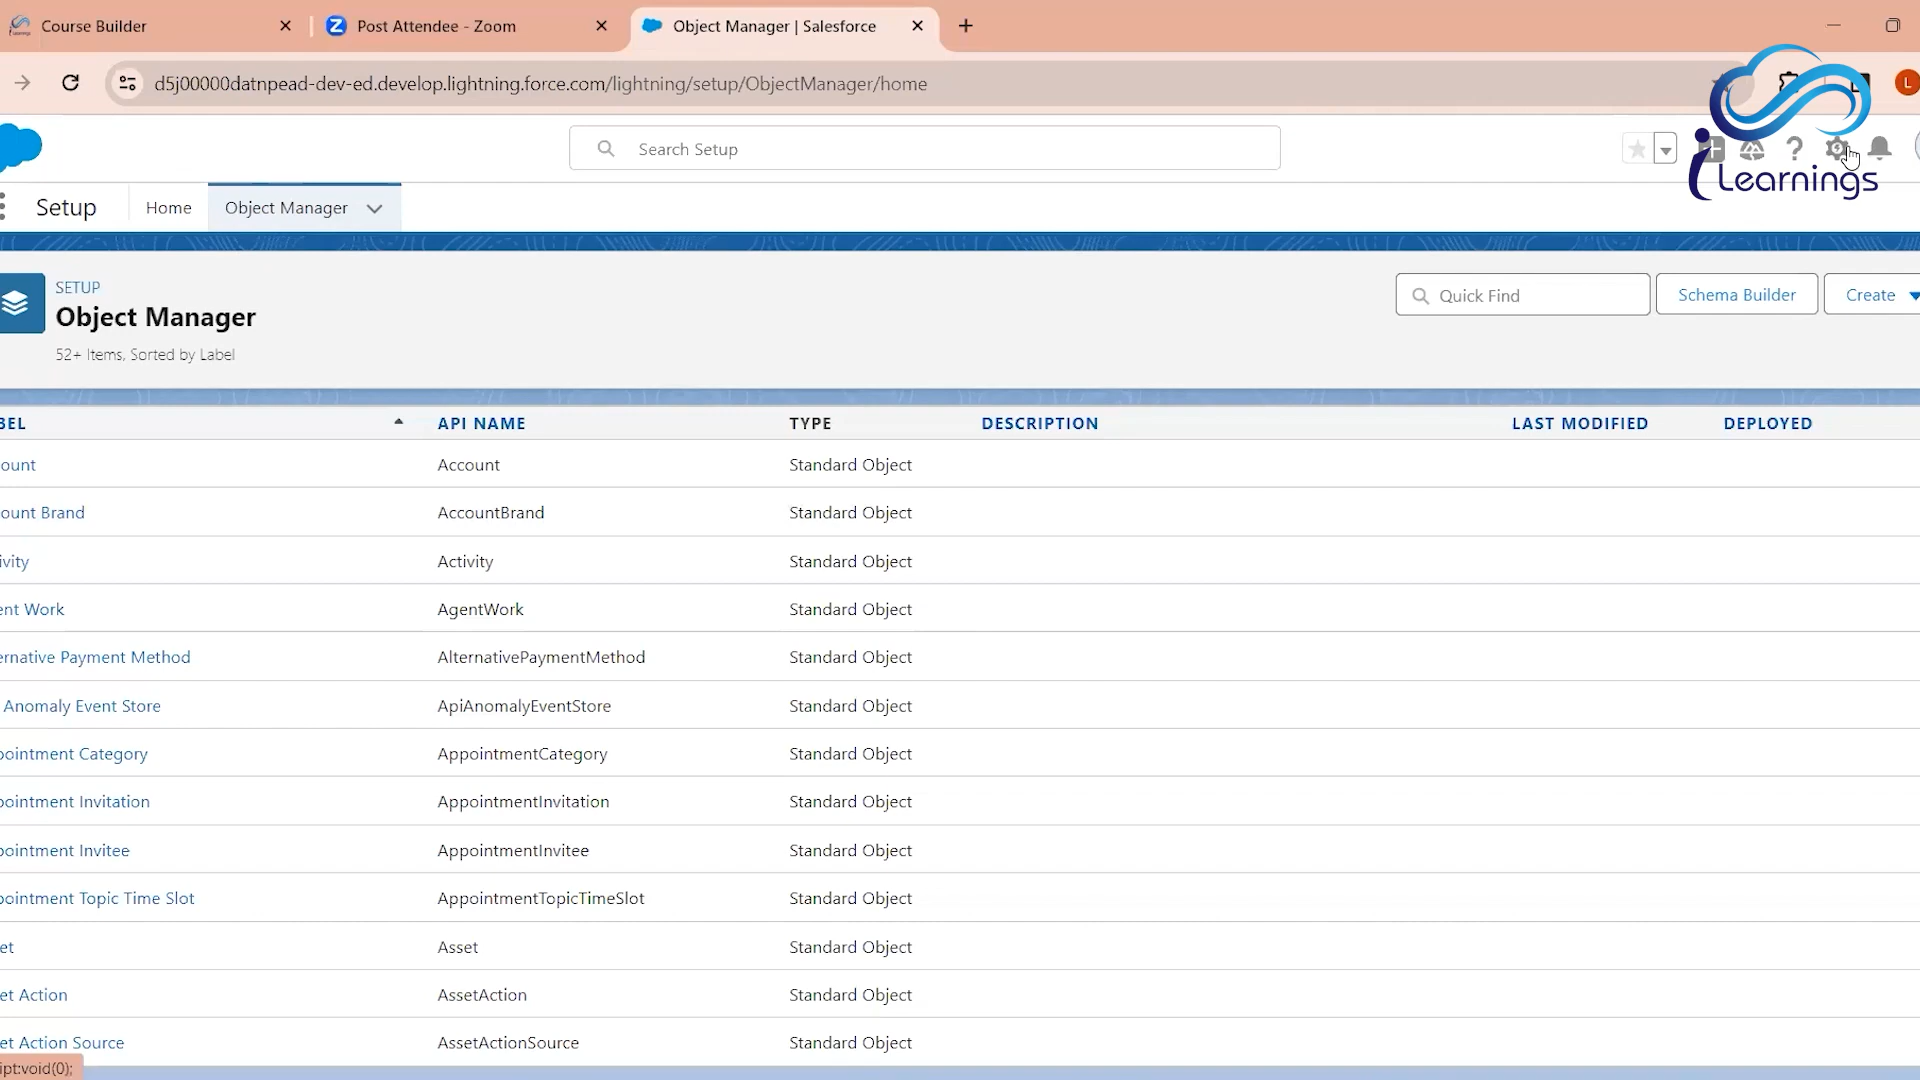 Course Builder
Post Attendee - Zoom
Object Manager | Salesforce
d5j00000datnpead-dev-ed.develop.lightning.force.com/lightning/setup/ObjectManager/home
L
Search Setup
iLearnings
Setup
Home
Object Manager
SETUP
Object Manager
52+ Items, Sorted by Label
Quick Find
Schema Builder
Create
BEL API NAME TYPE DESCRIPTION LAST MODIFIED DEPLOYED
ount Account Standard Object
ount Brand AccountBrand Standard Object
ivity Activity Standard Object
ent Work AgentWork Standard Object
ernative Payment Method AlternativePaymentMethod Standard Object
Anomaly Event Store ApiAnomalyEventStore Standard Object
pointment Category AppointmentCategory Standard Object
pointment Invitation AppointmentInvitation Standard Object
pointment Invitee AppointmentInvitee Standard Object
pointment Topic Time Slot AppointmentTopicTimeSlot Standard Object
et Asset Standard Object
et Action AssetAction Standard Object
et Action Source AssetActionSource Standard Object
ipt:void(0);